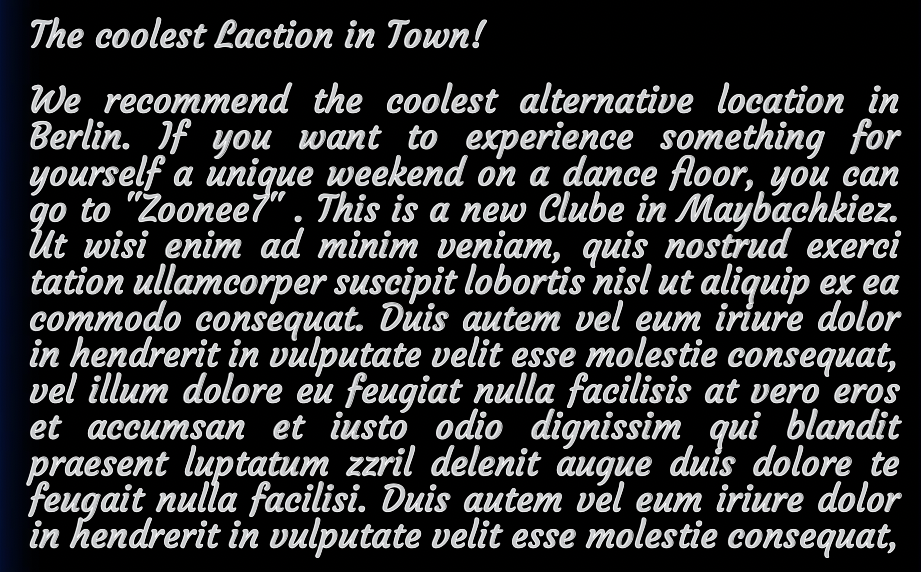 The coolest Laction in Town!
We recommend the coolest alternative location in
Berlin. If you want to experience something for
yourself a unique weekend on a dance floor, you can
go to "Zoonee7" . This is a new Clube in Maybachkiez.
Ut wisi enim ad minim veniam, quis nostrud exerci
tation ullamcorper suscipit lobortis nisl ut aliquip ex ea
commodo consequat. Duis autem vel eum iriure dolor
in hendrerit in vulputate velit esse molestie consequat,
vel illum dolore eu feugiat nulla facilisis at vero eros
et accumsan et iusto odio dignissim qui blandit
praesent luptatum zzril delenit augue duis dolore te
feugait nulla facilisi. Duis autem vel eum iriure dolor
in hendrerit in vulputate velit esse molestie consequat,